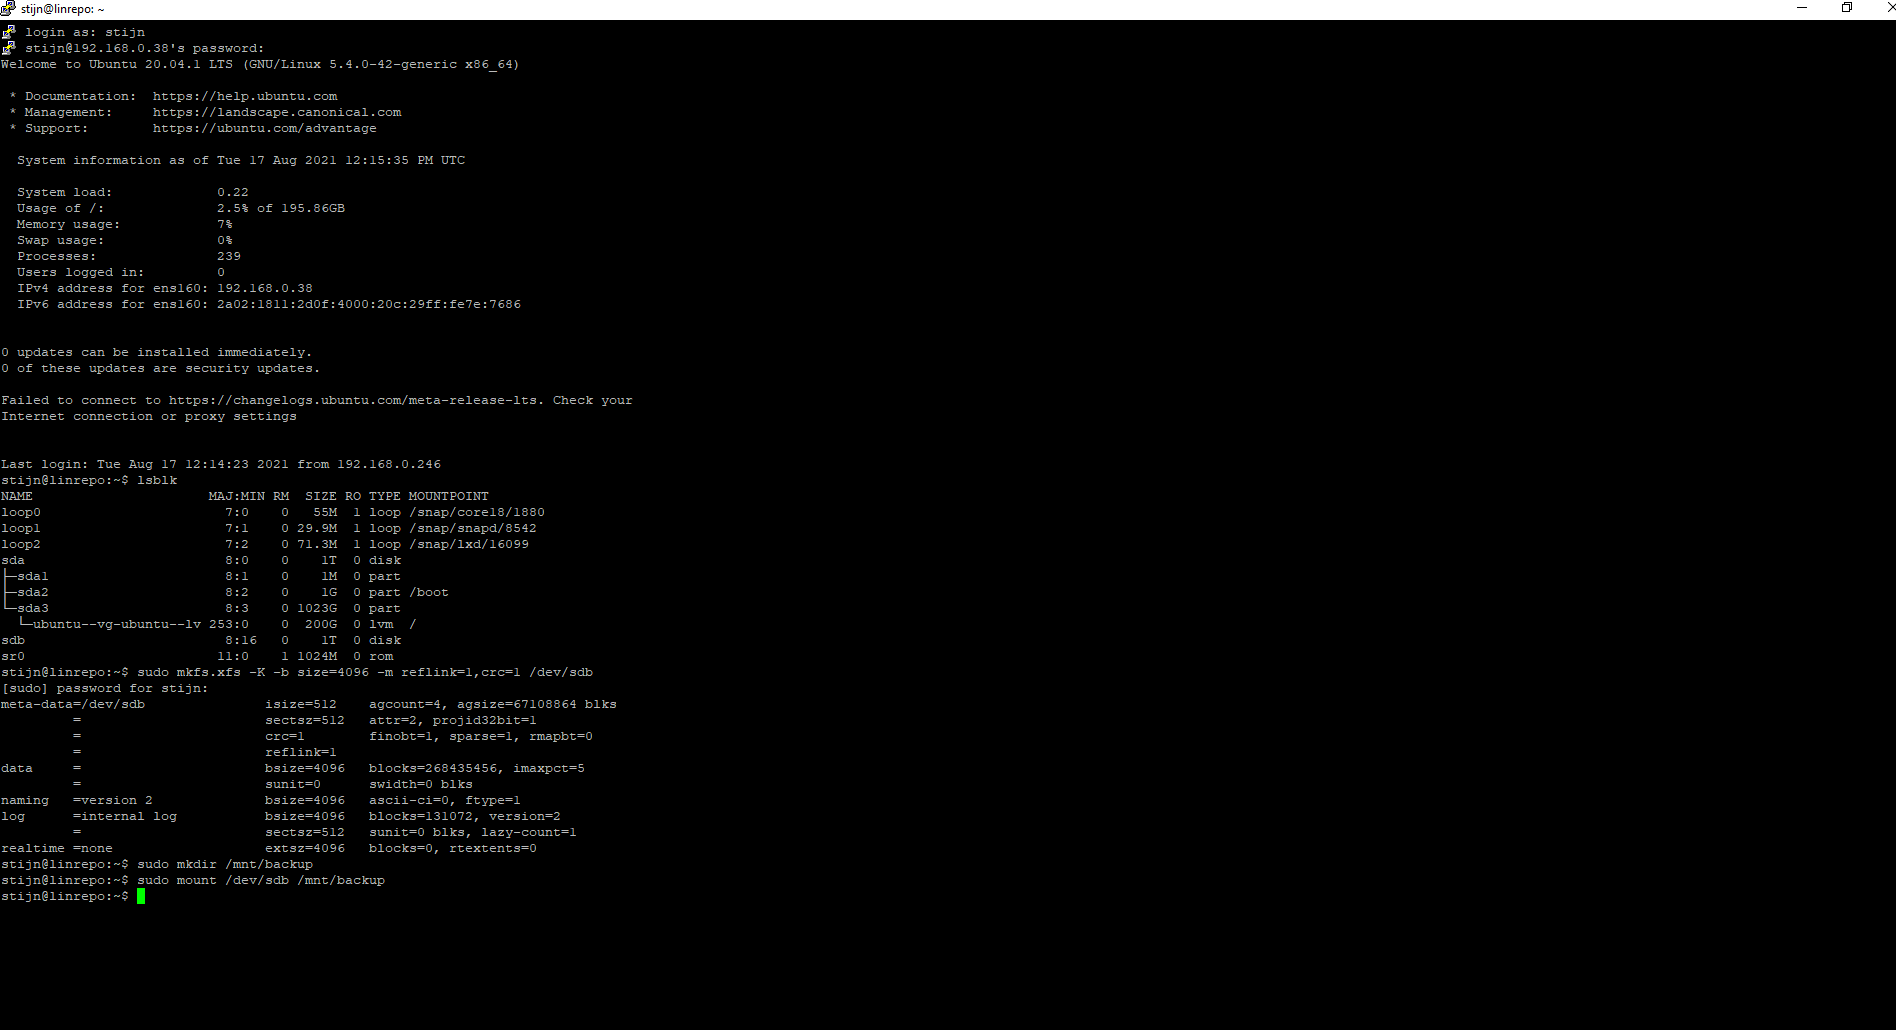 stijn@linrepo: ~
login as: stijn
stijn@192.168.0.38's password:
Welcome to Ubuntu 20.04.1 LTS (GNU/Linux 5.4.0-42-generic x86_64)
* Documentation:  https://help.ubuntu.com
* Management:     https://landscape.canonical.com
* Support:        https://ubuntu.com/advantage
System information as of Tue 17 Aug 2021 12:15:35 PM UTC
System load:             0.22
Usage of /:              2.5% of 195.86GB
Memory usage:            7%
Swap usage:              0%
Processes:               239
Users logged in:         0
IPv4 address for ens160: 192.168.0.38
IPv6 address for ens160: 2a02:1811:2d0f:4000:20c:29ff:fe7e:7686
0 updates can be installed immediately.
0 of these updates are security updates.
Failed to connect to https://changelogs.ubuntu.com/meta-release-lts. Check your
Internet connection or proxy settings
Last login: Tue Aug 17 12:14:23 2021 from 192.168.0.246
stijn@linrepo:~$ lsblk
NAME                      MAJ:MIN RM  SIZE RO TYPE MOUNTPOINT
loop0                       7:0    0   55M  1 loop /snap/core18/1880
loop1                       7:1    0 29.9M  1 loop /snap/snapd/8542
loop2                       7:2    0 71.3M  1 loop /snap/lxd/16099
sda                         8:0    0    1T  0 disk
├─sda1                      8:1    0    1M  0 part
├─sda2                      8:2    0    1G  0 part /boot
└─sda3                      8:3    0 1023G  0 part
  └─ubuntu--vg-ubuntu--lv 253:0    0  200G  0 lvm  /
sdb                         8:16   0    1T  0 disk
sr0                        11:0    1 1024M  0 rom
stijn@linrepo:~$ sudo mkfs.xfs -K -b size=4096 -m reflink=1,crc=1 /dev/sdb
[sudo] password for stijn:
meta-data=/dev/sdb               isize=512    agcount=4, agsize=67108864 blks
         =                       sectsz=512   attr=2, projid32bit=1
         =                       crc=1        finobt=1, sparse=1, rmapbt=0
         =                       reflink=1
data     =                       bsize=4096   blocks=268435456, imaxpct=5
         =                       sunit=0      swidth=0 blks
naming   =version 2              bsize=4096   ascii-ci=0, ftype=1
log      =internal log           bsize=4096   blocks=131072, version=2
         =                       sectsz=512   sunit=0 blks, lazy-count=1
realtime =none                   extsz=4096   blocks=0, rtextents=0
stijn@linrepo:~$ sudo mkdir /mnt/backup
stijn@linrepo:~$ sudo mount /dev/sdb /mnt/backup
stijn@linrepo:~$